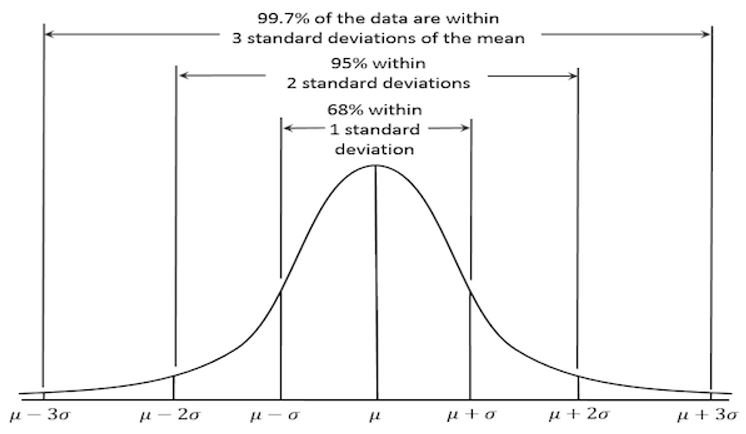 99.7% of the data are within
3 standard deviations of the mean
95% within
2 standard deviations
68% within
1 standard
deviation
μ − 3σ μ − 2σ μ − σ μ μ + σ μ + 2σ μ + 3σ